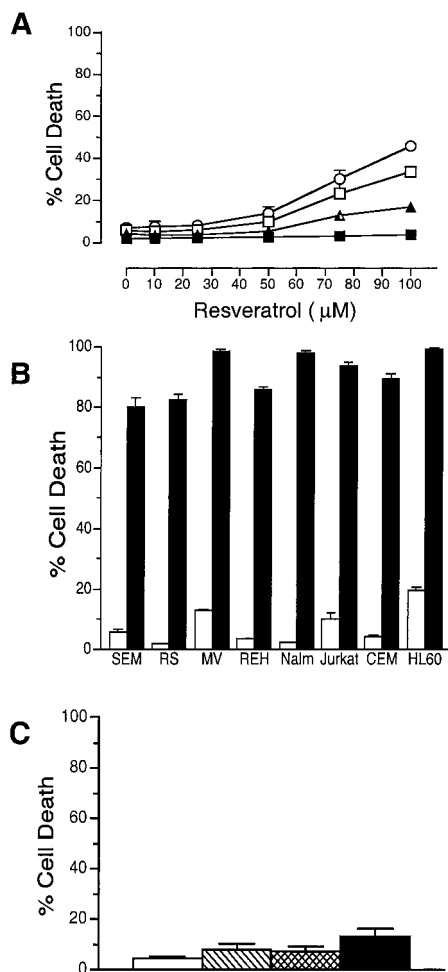 A
100
80
60
40
20
0
% Cell Death
0 10 20 30 40 50 60 70 80 90 100
Resveratrol ( μM)
B
100
80
60
40
20
0
% Cell Death
SEM RS MV REH Nalm Jurkat CEM HL60
C
100
80
60
40
20
0
% Cell Death